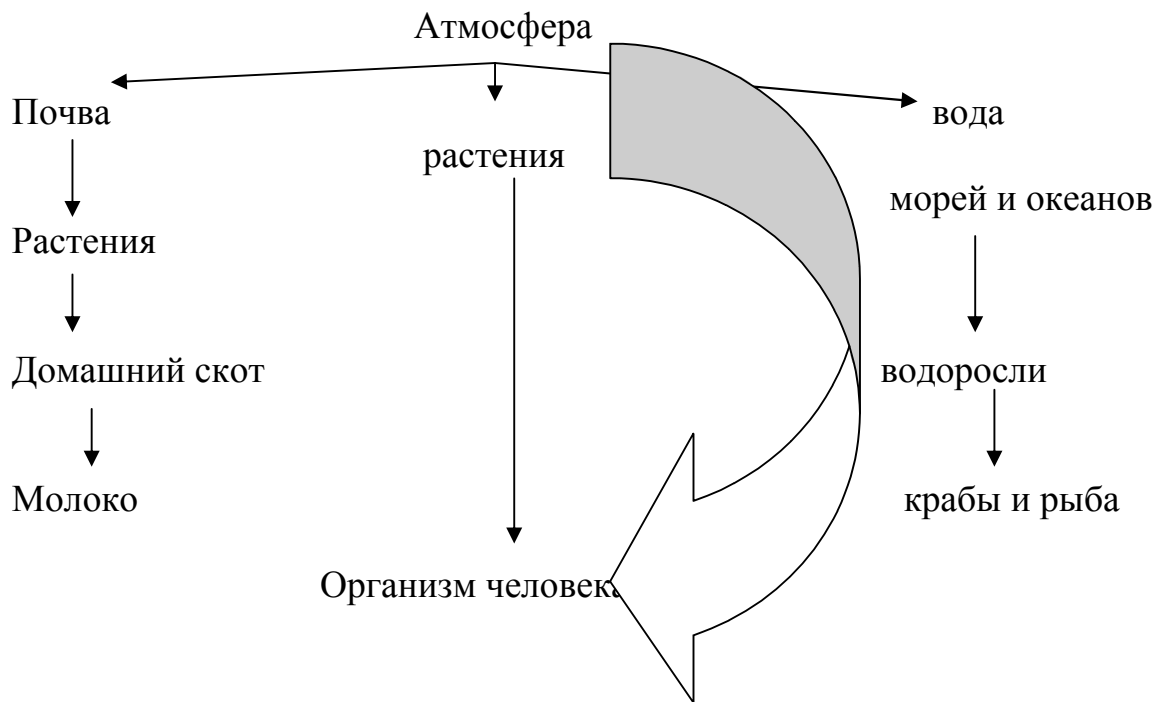 Атмосфера
Почва
растения
вода
морей и океанов
Растения
Домашний скот
водоросли
Молоко
крабы и рыба
Организм человека